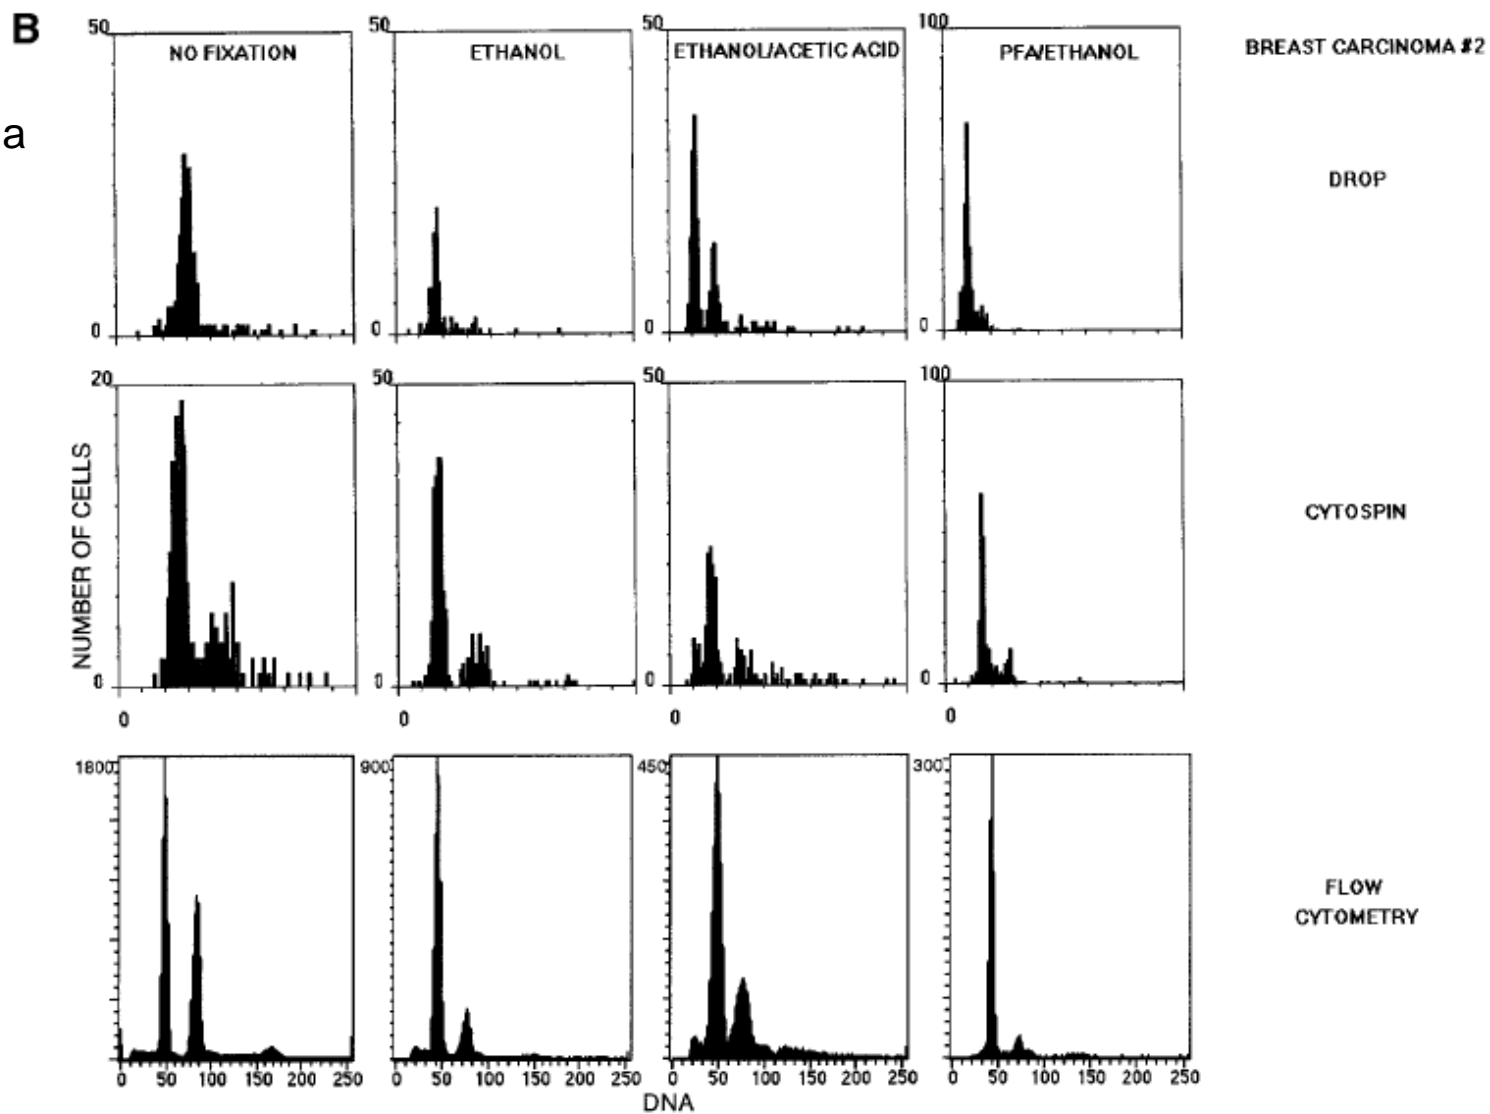 B
50 50 50 100
NO FIXATION ETHANOL ETHANOL/ACETIC ACID PFA/ETHANOL BREAST CARCINOMA #2
a
DROP
0 0 0 0
20 50 50 100
NUMBER OF CELLS
CYTOSPIN
0 0 0 0
0 0 0 0
1800 900 450 300
FLOW
CYTOMETRY
0 50 100 150 200 250 0 50 100 150 200 250 0 50 100 150 200 250 0 50 100 150 200 250
DNA